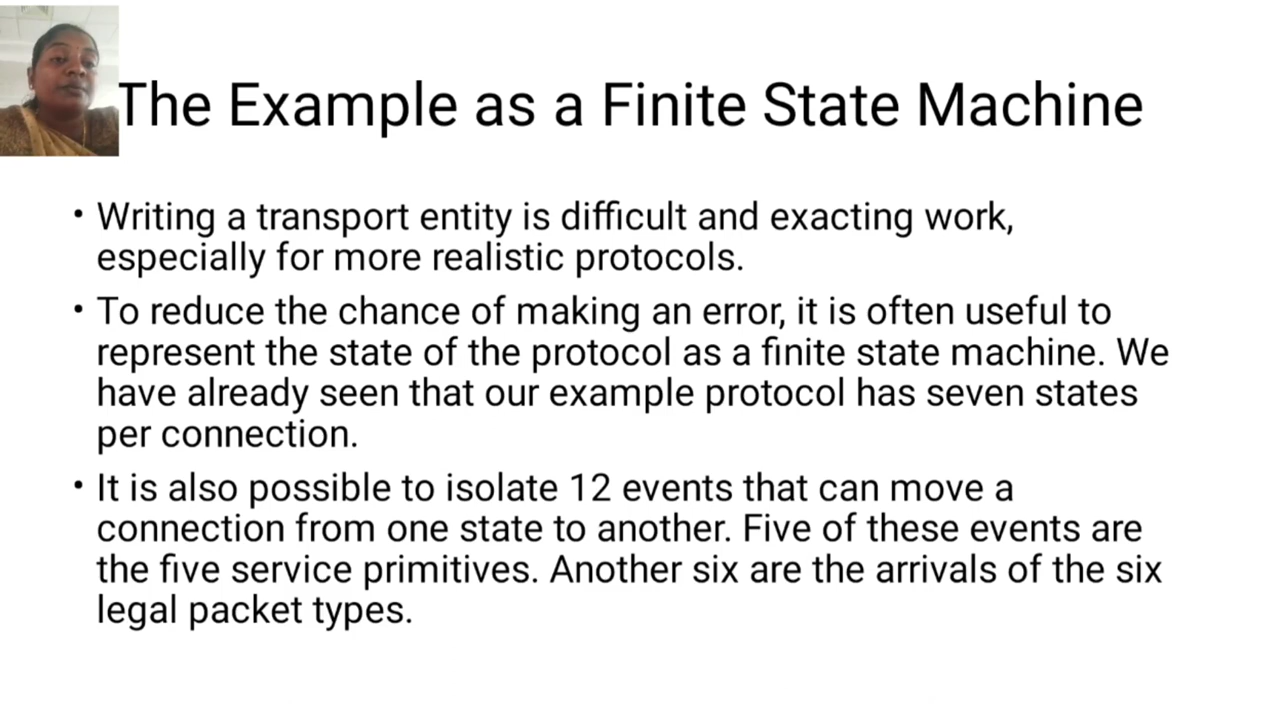 The Example as a Finite State Machine
• Writing a transport entity is difficult and exacting work,
especially for more realistic protocols.
• To reduce the chance of making an error, it is often useful to
represent the state of the protocol as a finite state machine. We
have already seen that our example protocol has seven states
per connection.
• It is also possible to isolate 12 events that can move a
connection from one state to another. Five of these events are
the five service primitives. Another six are the arrivals of the six
legal packet types.